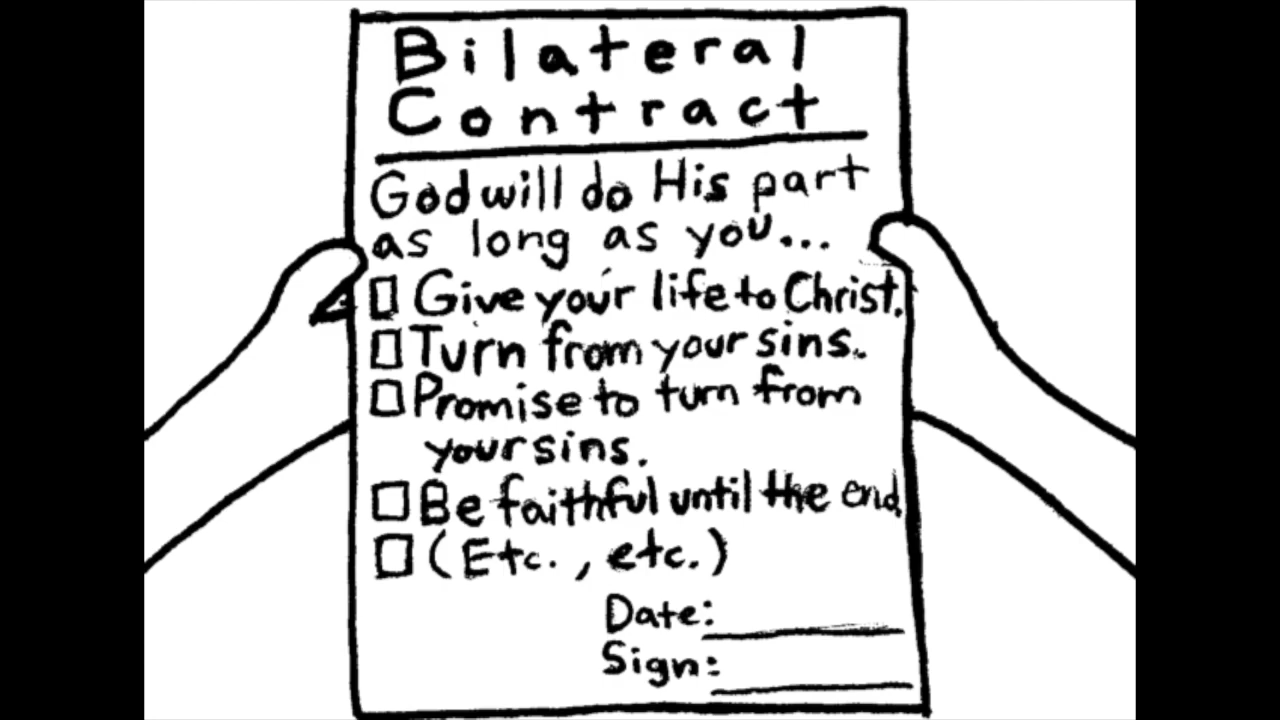 Bilateral
Contract
God will do His part
as long as you...
Give your life to Christ.
Turn from your sins.
Promise to turn from
your sins.
Be faithful until the end
(Etc., etc.)
Date:
Sign: